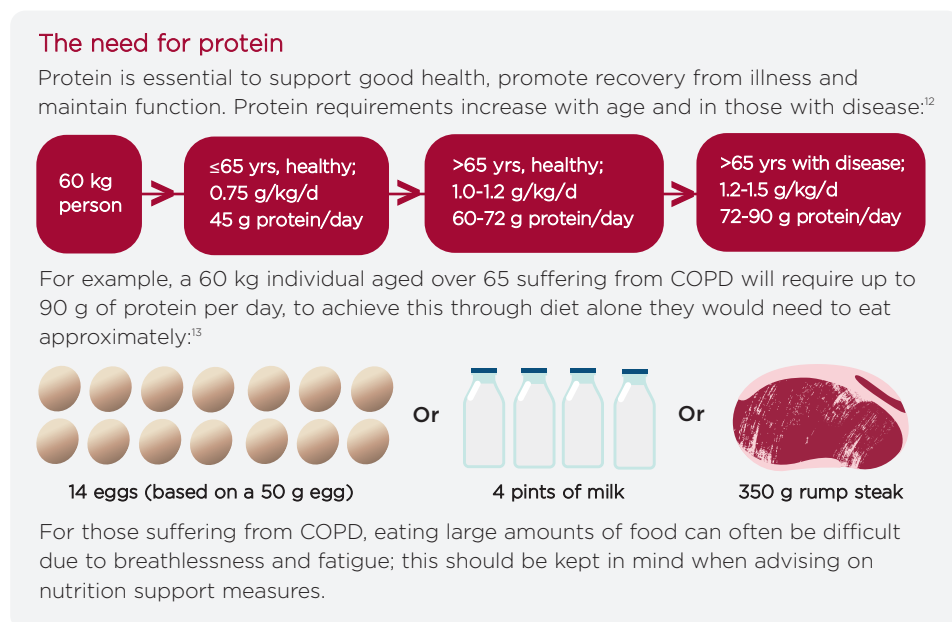 The need for protein
Protein is essential to support good health, promote recovery from illness and
maintain function. Protein requirements increase with age and in those with disease:12
60 kg
person
≤65 yrs, healthy;
0.75 g/kg/d
45 g protein/day
>65 yrs, healthy;
1.0-1.2 g/kg/d
60-72 g protein/day
>65 yrs with disease;
1.2-1.5 g/kg/d
72-90 g protein/day
For example, a 60 kg individual aged over 65 suffering from COPD will require up to
90 g of protein per day, to achieve this through diet alone they would need to eat
approximately:13
Or
Or
14 eggs (based on a 50 g egg)
4 pints of milk
350 g rump steak
For those suffering from COPD, eating large amounts of food can often be difficult
due to breathlessness and fatigue; this should be kept in mind when advising on
nutrition support measures.